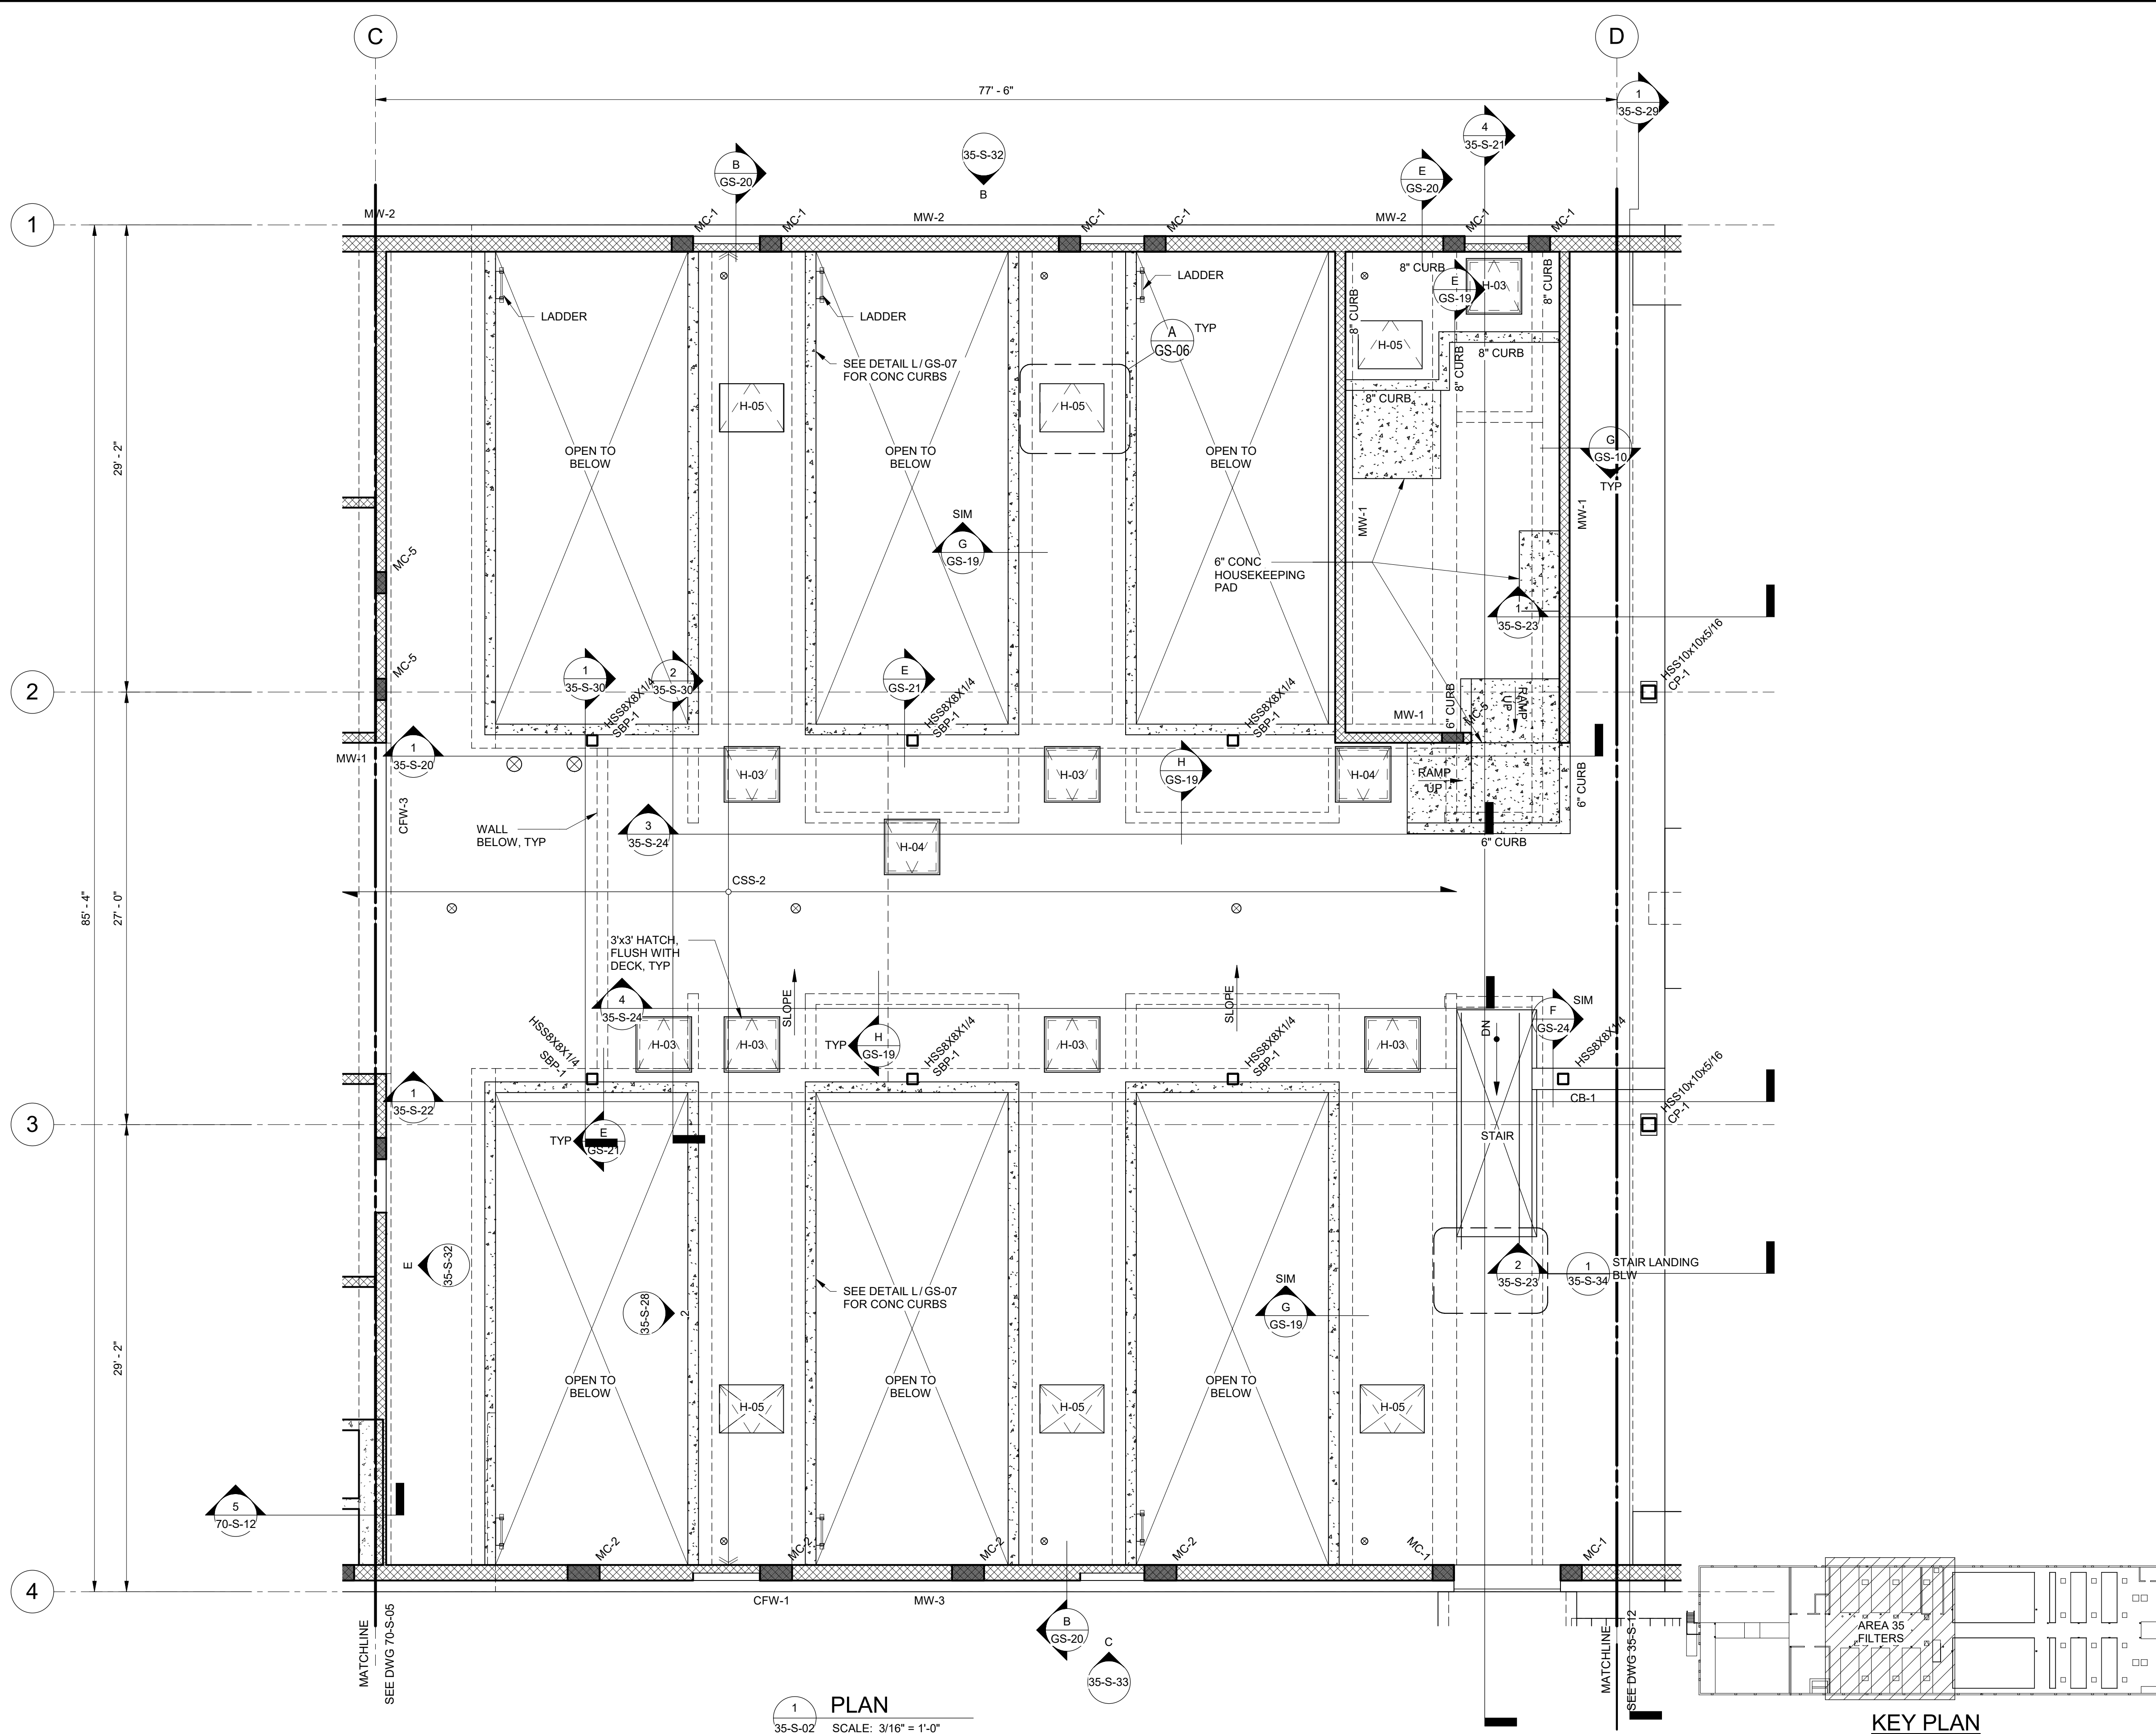 C
D
77' - 6"
1
35-S-29
4
35-S-21
35-S-32
B
B
GS-20
E
GS-20
1
MW-2
MC-1
MC-1
MW-2
MC-1
MC-1
MW-2
MC-1
MC-1
8" CURB
E
GS-19
H-03
8" CURB
LADDER
LADDER
LADDER
A
GS-06
TYP
8" CURB
H-05
8" CURB
8" CURB
SEE DETAIL L/ GS-07
FOR CONC CURBS
H-05
H-05
8" CURB
29' - 2"
OPEN TO
BELOW
OPEN TO
BELOW
OPEN TO
BELOW
G
GS-10
TYP
MW-1
MW-1
SIM
G
GS-19
MC-5
6" CONC
HOUSEKEEPING
PAD
1
35-S-23
MC-5
2
1
35-S-30
2
35-S-30
HSS8X8X1/4
SBP-1
E
GS-21
HSS8X8X1/4
SBP-1
HSS8X8X1/4
SBP-1
MW-1
6" CURB
MC-5
RAMP
UP
HSS10x10x5/16
CP-1
MW-1
1
35-S-20
H-03
H-03
H
GS-19
H-04
RAMP
UP
6" CURB
CFW-3
WALL
BELOW, TYP
3
35-S-24
H-04
6" CURB
85' - 4"
27' - 0"
CSS-2
3'x3' HATCH,
FLUSH WITH
DECK, TYP
SLOPE
SLOPE
4
35-S-24
HSS8X8X1/4
SBP-1
H-03
H-03
TYP
H
GS-19
HSS8X8X1/4
SBP-1
H-03
HSS8X8X1/4
SBP-1
H-03
DN
SIM
F
GS-24
HSS8X8X1/4
HSS10x10x5/16
CP-1
1
35-S-22
CB-1
3
TYP
E
GS-21
STAIR
E
35-S-32
35-S-28
2
SEE DETAIL L/ GS-07
FOR CONC CURBS
SIM
G
GS-19
2
35-S-23
1
35-S-34
STAIR LANDING
BLW
29' - 2"
OPEN TO
BELOW
H-05
OPEN TO
BELOW
H-05
OPEN TO
BELOW
H-05
5
70-S-12
MC-2
MC-2
MC-2
MC-2
MC-1
MC-1
4
CFW-1
MW-3
B
GS-20
C
35-S-33
MATCHLINE
SEE DWG 70-S-05
MATCHLINE
SEE DWG 35-S-12
AREA 35
FILTERS
1
35-S-02
PLAN
SCALE: 3/16" = 1'-0"
KEY PLAN